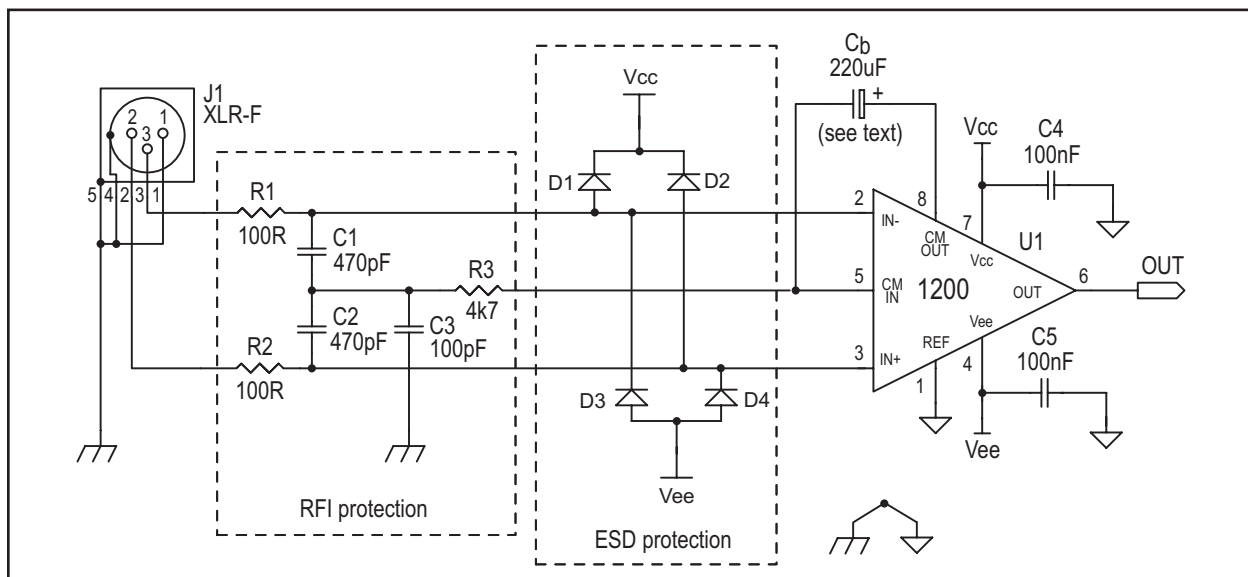 J1
XLR-F
2
3
1
5
4
2
3
1
R1
100R
C1
470pF
R3
4k7
C2
470pF
C3
100pF
R2
100R
RFI protection
Vcc
D1
D2
D3
D4
Vee
ESD protection
Cb
220uF
+
(see text)
2
IN-
8
CM
OUT
7
Vcc
5
CM
IN
1200
OUT
6
3
IN+
REF
1
Vee
4
U1
Vcc
C4
100nF
OUT
C5
100nF
Vee